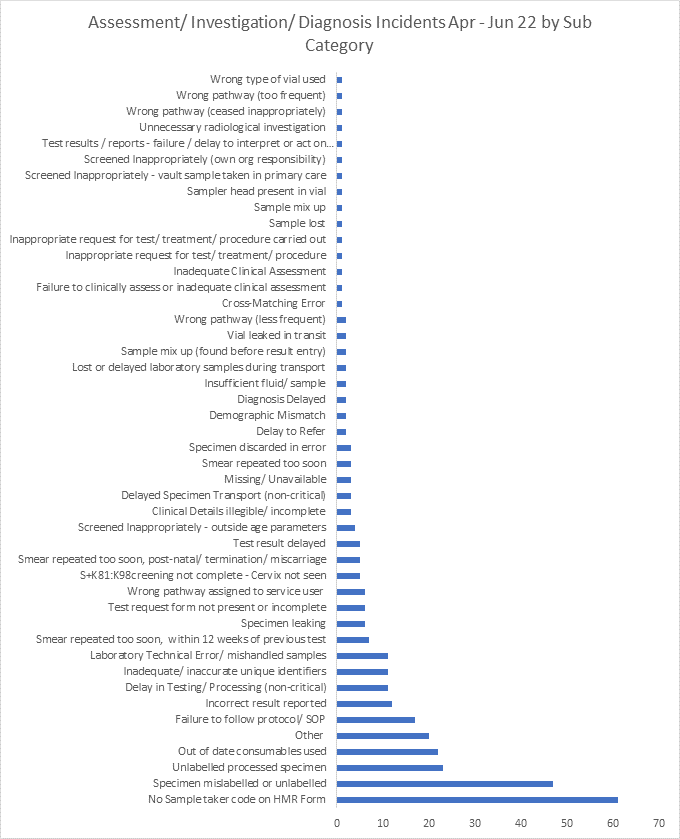 Assessment/ Investigation/ Diagnosis Incidents Apr - Jun 22 by Sub
Category
Wrong type of vial used
Wrong pathway (too frequent)
Wrong pathway (ceased inappropriately)
Unnecessary radiological investigation
Test results / reports - failure / delay to interpret or act on...
Screened Inappropriately (own org responsibility)
Screened Inappropriately - vault sample taken in primary care
Sampler head present in vial
Sample mix up
Sample lost
Inappropriate request for test/ treatment/ procedure carried out
Inappropriate request for test/ treatment/ procedure
Inadequate Clinical Assessment
Failure to clinically assess or inadequate clinical assessment
Cross-Matching Error
Wrong pathway (less frequent)
Vial leaked in transit
Sample mix up (found before result entry)
Lost or delayed laboratory samples during transport
Insufficient fluid/ sample
Diagnosis Delayed
Demographic Mismatch
Delay to Refer
Specimen discarded in error
Smear repeated too soon
Missing/ Unavailable
Delayed Specimen Transport (non-critical)
Clinical Details illegible/ incomplete
Screened Inappropriately - outside age parameters
Test result delayed
Smear repeated too soon, post-natal/ termination/ miscarriage
S+K81:K98creening not complete - Cervix not seen
Wrong pathway assigned to service user
Test request form not present or incomplete
Specimen leaking
Smear repeated too soon, within 12 weeks of previous test
Laboratory Technical Error/ mishandled samples
Inadequate/ inaccurate unique identifiers
Delay in Testing/ Processing (non-critical)
Incorrect result reported
Failure to follow protocol/ SOP
Other
Out of date consumables used
Unlabelled processed specimen
Specimen mislabelled or unlabelled
No Sample taker code on HMR Form
0 10 20 30 40 50 60 70